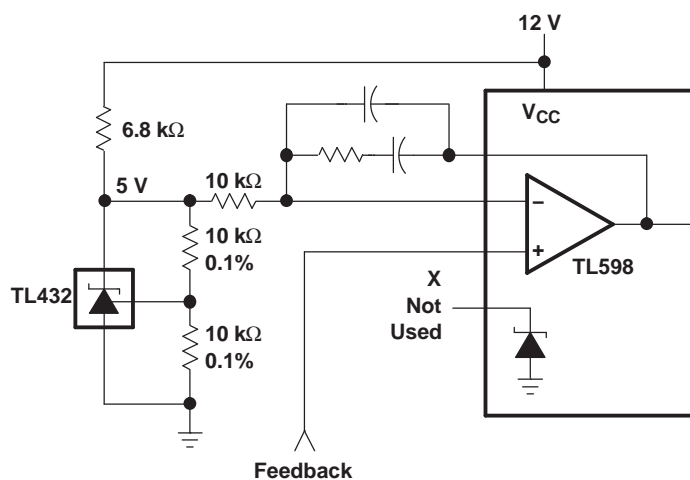 12 V
VCC
6.8 kΩ
5 V
10 kΩ
10 kΩ
0.1%
TL432
10 kΩ
0.1%
−
+
TL598
X
Not
Used
Feedback